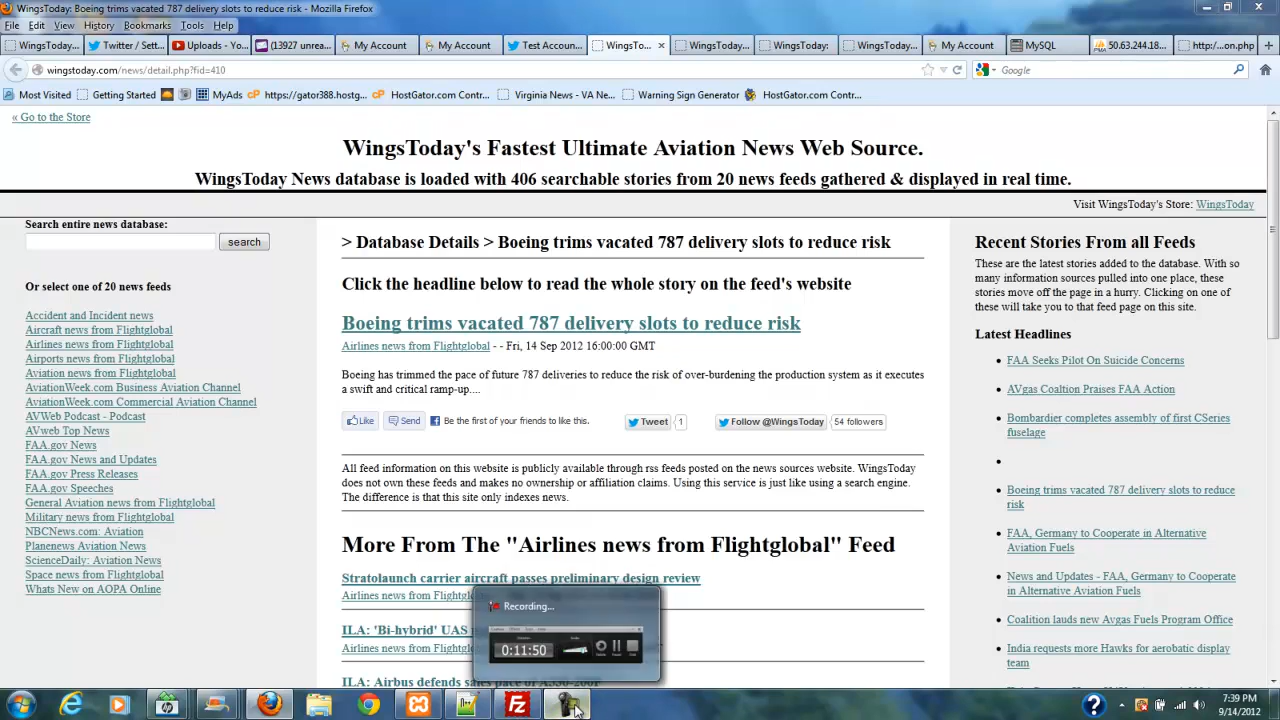 WingsToday: Boeing trims vacated 787 delivery slots to reduce risk - Mozilla Firefox
File Edit View History Bookmarks Tools Help
WingsToday... Twitter / Sett... Uploads - Yo... (13927 unrea... My Account My Account Test Accoun... WingsTo... WingsToday... WingsToday: WingsToday... My Account MySQL 50.63.244.18... http:/...on.php
wingstoday.com/news/detail.php?fid=410
Google
Most Visited Getting Started MyAds https://gator388.hostg... HostGator.com Contr... Virginia News - VA Ne... Warning Sign Generator HostGator.com Contr...
« Go to the Store
WingsToday's Fastest Ultimate Aviation News Web Source.
WingsToday News database is loaded with 406 searchable stories from 20 news feeds gathered & displayed in real time.
Visit WingsToday's Store: WingsToday
Search entire news database:
search
Or select one of 20 news feeds
Accident and Incident news
Aircraft news from Flightglobal
Airlines news from Flightglobal
Airports news from Flightglobal
Aviation news from Flightglobal
AviationWeek.com Business Aviation Channel
AviationWeek.com Commercial Aviation Channel
AVWeb Podcast - Podcast
AVweb Top News
FAA.gov News
FAA.gov News and Updates
FAA.gov Press Releases
FAA.gov Speeches
General Aviation news from Flightglobal
Military news from Flightglobal
NBCNews.com: Aviation
Planenews Aviation News
ScienceDaily: Aviation News
Space news from Flightglobal
Whats New on AOPA Online
> Database Details > Boeing trims vacated 787 delivery slots to reduce risk
Click the headline below to read the whole story on the feed's website
Boeing trims vacated 787 delivery slots to reduce risk
Airlines news from Flightglobal - - Fri, 14 Sep 2012 16:00:00 GMT
Boeing has trimmed the pace of future 787 deliveries to reduce the risk of over-burdening the production system as it executes
a swift and critical ramp-up....
Like Send Be the first of your friends to like this. Tweet 1 Follow @WingsToday 54 followers
All feed information on this website is publicly available through rss feeds posted on the news sources website. WingsToday
does not own these feeds and makes no ownership or affiliation claims. Using this service is just like using a search engine.
The difference is that this site only indexes news.
More From The "Airlines news from Flightglobal" Feed
Stratolaunch carrier aircraft passes preliminary design review
Airlines news from Flightgl
ILA: 'Bi-hybrid' UAS
Airlines news from Flightgl
ILA: Airbus defends sales pace of A350-800F
Recording...
0:11:50
Recent Stories From all Feeds
These are the latest stories added to the database. With so
many information sources pulled into one place, these
stories move off the page in a hurry. Clicking on one of
these will take you to that feed page on this site.
Latest Headlines
FAA Seeks Pilot On Suicide Concerns
AVgas Coalition Praises FAA Action
Bombardier completes assembly of first CSeries
fuselage
Boeing trims vacated 787 delivery slots to reduce
risk
FAA, Germany to Cooperate in Alternative
Aviation Fuels
News and Updates - FAA, Germany to Cooperate
in Alternative Aviation Fuels
Coalition lauds new Avgas Fuels Program Office
India requests more Hawks for aerobatic display
team
7:39 PM
9/14/2012